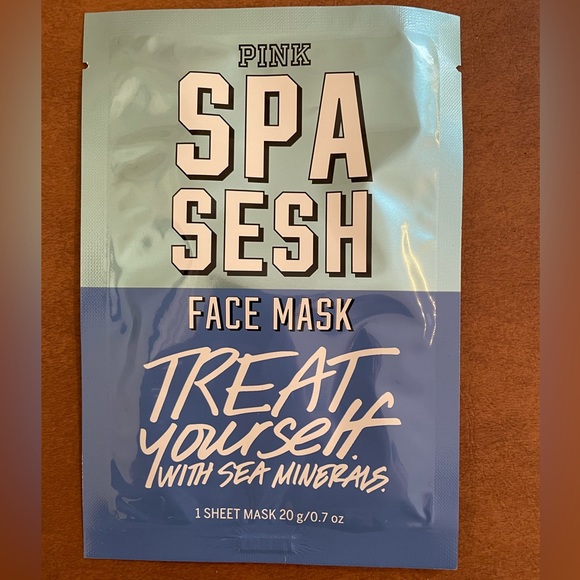 PINK
SPA
SESH
FACE MASK
TREAT
yourself.
WITH SEA MINERALS.
1 SHEET MASK 20 g/0.7 oz